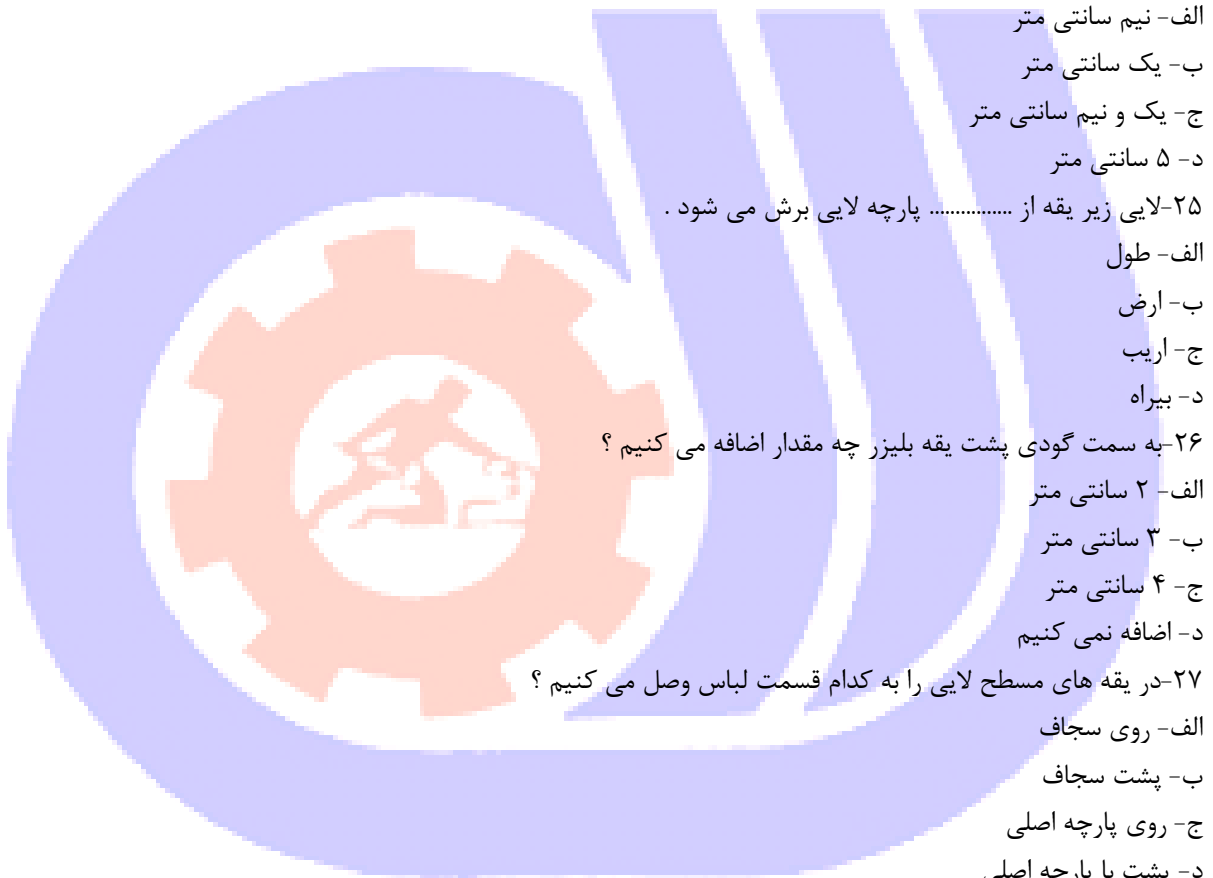 الف- نیم سانتی متر
ب- یک سانتی متر
ج- یک و نیم سانتی متر
د- ۵ سانتی متر
۲۵-لایی زیر یقه از ............... پارچه لایی برش می شود .
الف- طول
ب- ارض
ج- اریب
د- بیراه
۲۶-به سمت گودی پشت یقه بلیزر چه مقدار اضافه می کنیم ؟
الف- ۲ سانتی متر
ب- ۳ سانتی متر
ج- ۴ سانتی متر
د- اضافه نمی کنیم
۲۷-در یقه های مسطح لایی را به کدام قسمت لباس وصل می کنیم ؟
الف- روی سجاف
ب- پشت سجاف
ج- روی پارچه اصلی
د- پشت با پارچه اصلی